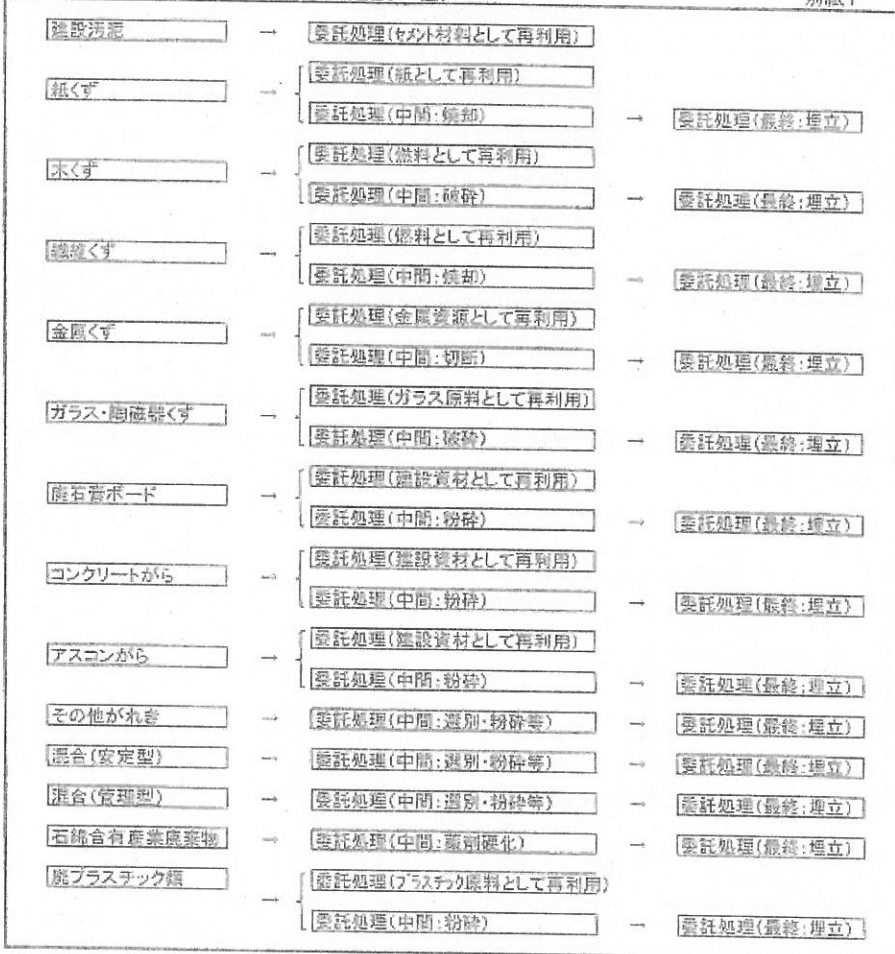 別紙1
建設汚泥 → 委託処理(セメント材料として再利用)
紙くず → 委託処理(紙として再利用)
委託処理(中間:焼却) → 委託処理(最終:埋立)
木くず → 委託処理(燃料として再利用)
委託処理(中間:破砕) → 委託処理(最終:埋立)
繊維くず → 委託処理(燃料として再利用)
委託処理(中間:焼却) → 委託処理(最終:埋立)
金属くず → 委託処理(金属資源として再利用)
委託処理(中間:切断) → 委託処理(最終:埋立)
ガラス・陶磁器くず → 委託処理(ガラス原料として再利用)
委託処理(中間:破砕) → 委託処理(最終:埋立)
廃石膏ボード → 委託処理(建設資材として再利用)
委託処理(中間:粉砕) → 委託処理(最終:埋立)
コンクリートがら → 委託処理(建設資材として再利用)
委託処理(中間:粉砕) → 委託処理(最終:埋立)
アスコンがら → 委託処理(建設資材として再利用)
委託処理(中間:粉砕) → 委託処理(最終:埋立)
その他がれき → 委託処理(中間:選別・粉砕等) → 委託処理(最終:埋立)
混合(安定型) → 委託処理(中間:選別・粉砕等) → 委託処理(最終:埋立)
混合(管理型) → 委託処理(中間:選別・粉砕等) → 委託処理(最終:埋立)
石綿含有産業廃棄物 → 委託処理(中間:薬剤硬化) → 委託処理(最終:埋立)
廃プラスチック類 → 委託処理(プラスチック原料として再利用)
委託処理(中間:粉砕) → 委託処理(最終:埋立)